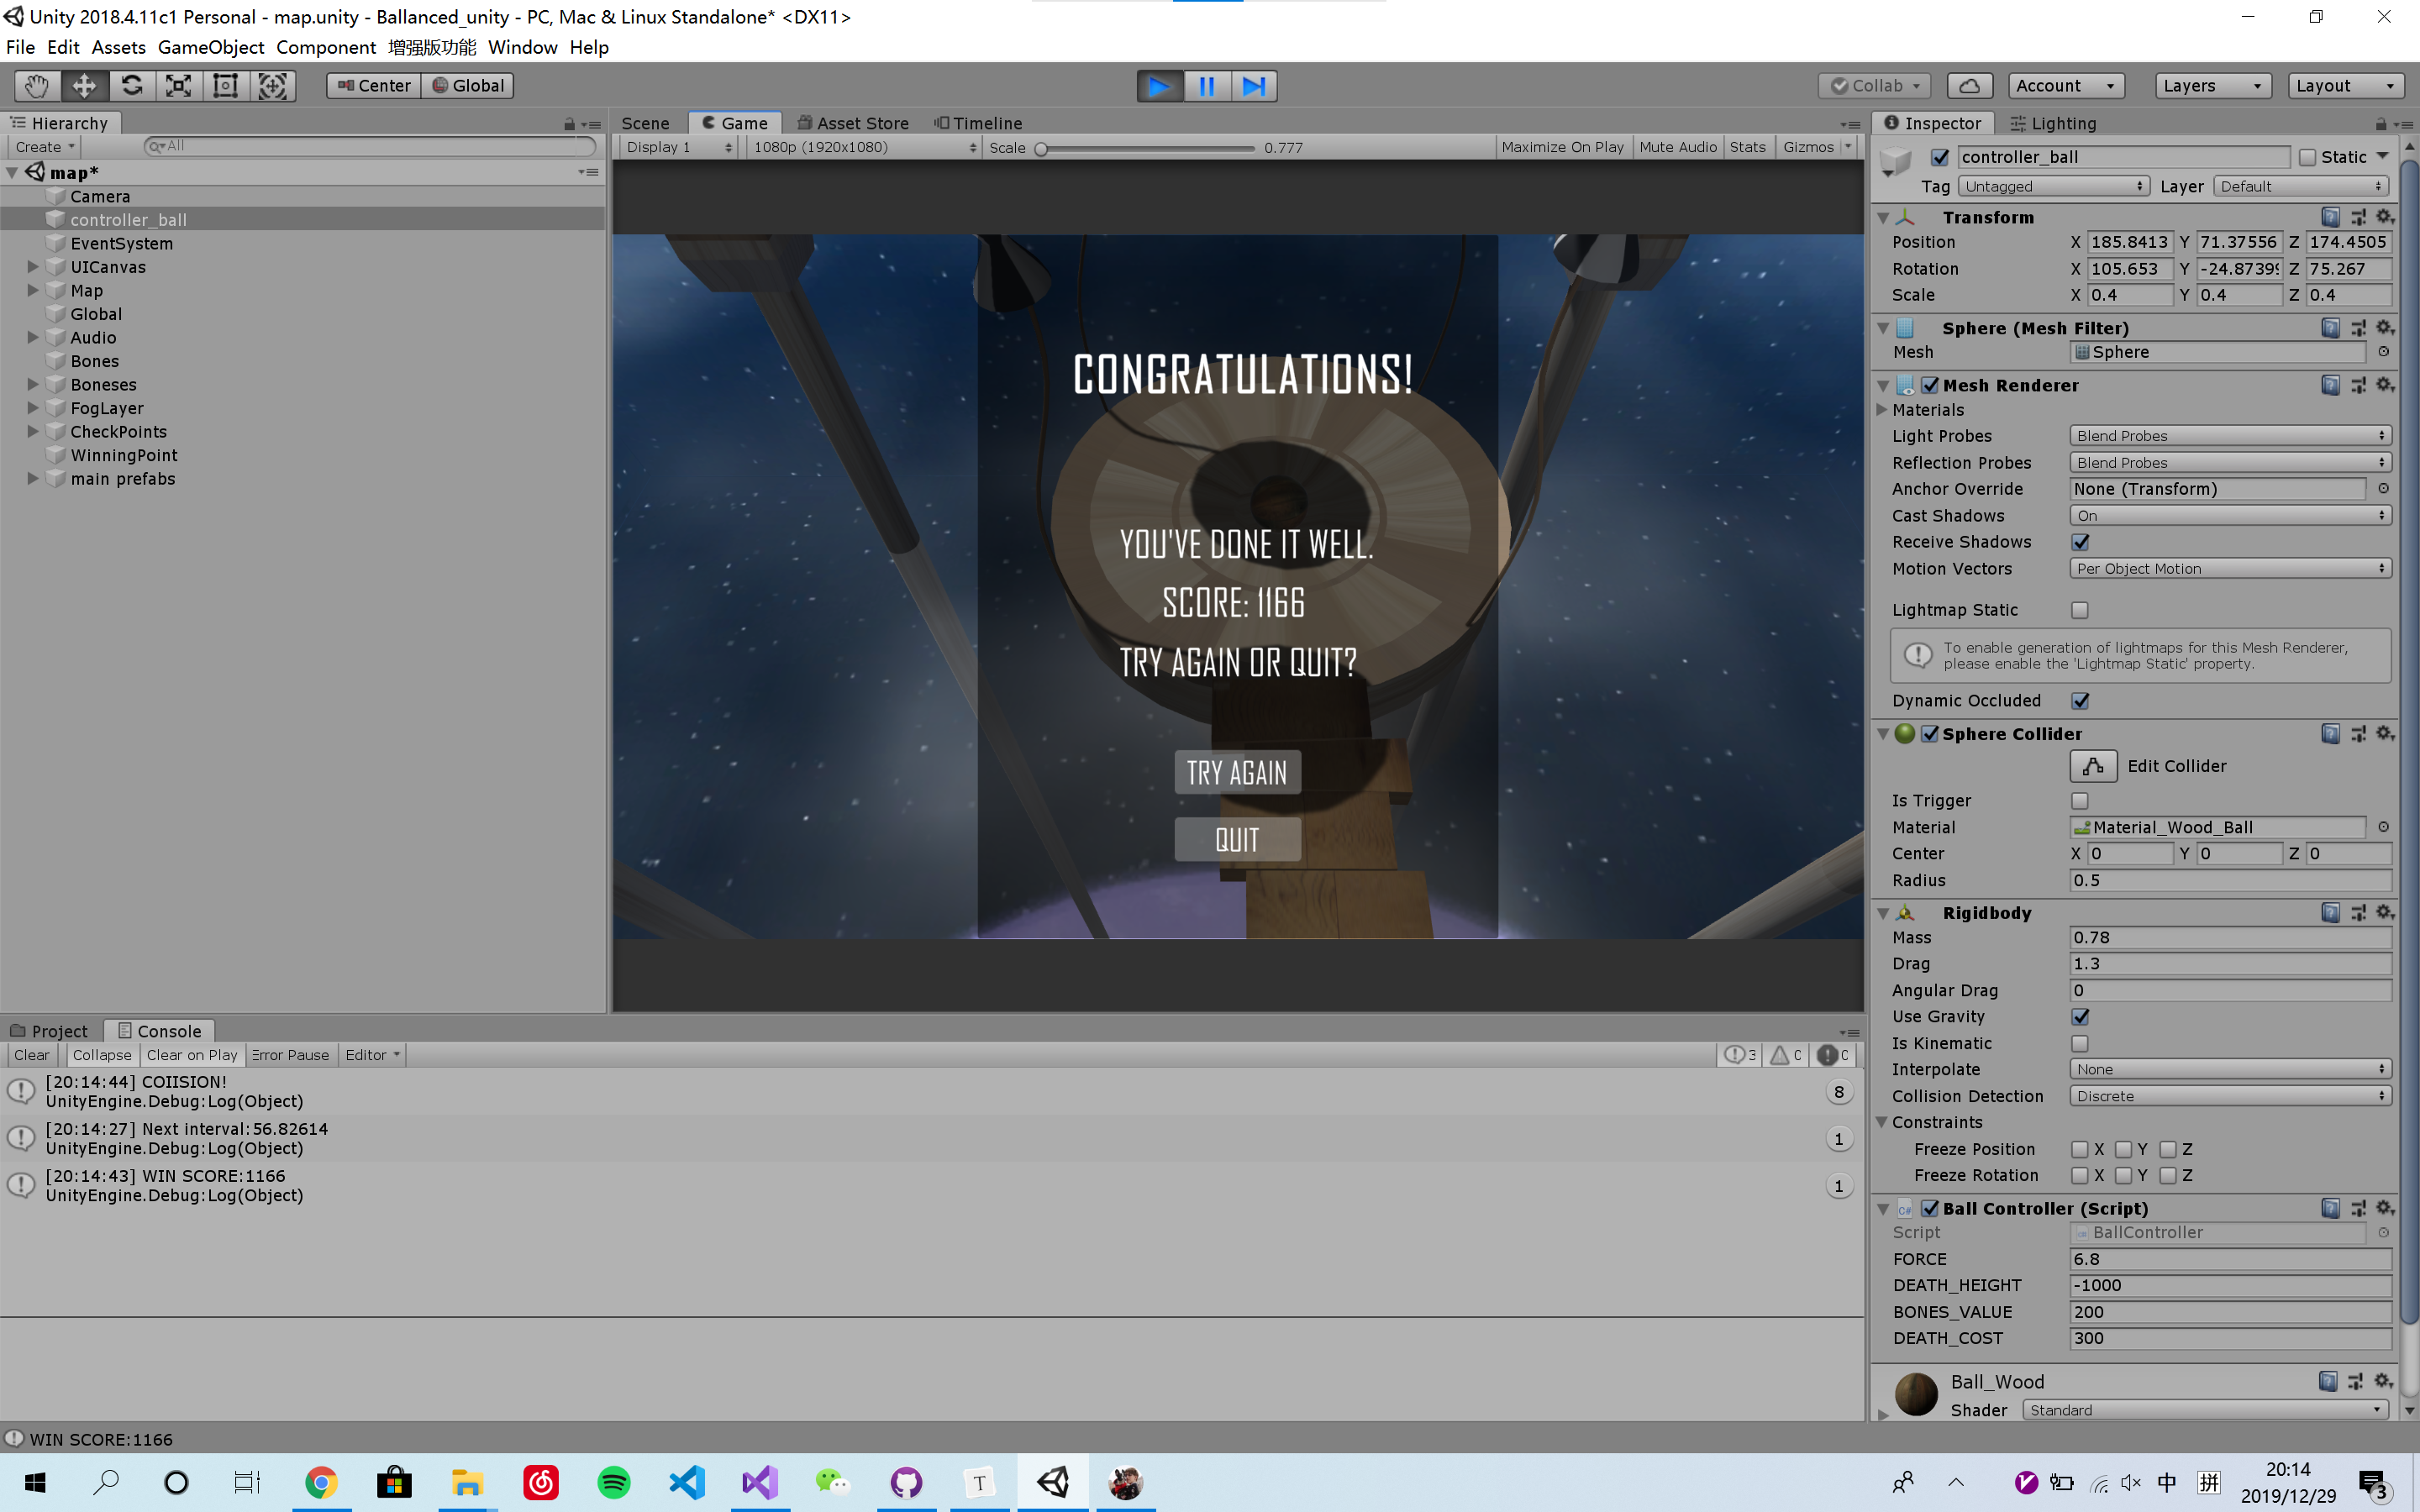 Unity 2018.4.11c1 Personal - map.unity - Ballanced_unity - PC, Mac & Linux Standalone* <DX11>
File Edit Assets GameObject Component 增强版功能 Window Help
Center Global Collab Account Layers Layout
Hierarchy
Create All
map*
Camera
controller_ball
EventSystem
UICanvas
Map
Global
Audio
Bones
Boneses
FogLayer
CheckPoints
WinningPoint
main prefabs
Scene Game Asset Store Timeline
Display 1 1080p (1920x1080) Scale 0.777 Maximize On Play Mute Audio Stats Gizmos
CONGRATULATIONS!
YOU'VE DONE IT WELL.
SCORE: 1166
TRY AGAIN OR QUIT?
TRY AGAIN
QUIT
Inspector Lighting
controller_ball Static
Tag Untagged Layer Default
Transform
Position X 185.8413 Y 71.37556 Z 174.4505
Rotation X 105.653 Y -24.8739 Z 75.267
Scale X 0.4 Y 0.4 Z 0.4
Sphere (Mesh Filter)
Mesh Sphere
Mesh Renderer
Materials
Light Probes Blend Probes
Reflection Probes Blend Probes
Anchor Override None (Transform)
Cast Shadows On
Receive Shadows
Motion Vectors Per Object Motion
Lightmap Static
To enable generation of lightmaps for this Mesh Renderer,
please enable the 'Lightmap Static' property.
Dynamic Occluded
Sphere Collider
Edit Collider
Is Trigger
Material Material_Wood_Ball
Center X 0 Y 0 Z 0
Radius 0.5
Rigidbody
Mass 0.78
Drag 1.3
Angular Drag 0
Use Gravity
Is Kinematic
Interpolate None
Collision Detection Discrete
Constraints
Freeze Position X Y Z
Freeze Rotation X Y Z
Ball Controller (Script)
Script BallController
FORCE 6.8
DEATH_HEIGHT -1000
BONES_VALUE 200
DEATH_COST 300
Ball_Wood
Shader Standard
Project Console
Clear Collapse Clear on Play Error Pause Editor 3 0 0
[20:14:44] COIISION! 8
UnityEngine.Debug:Log(Object)
[20:14:27] Next interval:56.82614 1
UnityEngine.Debug:Log(Object)
[20:14:43] WIN SCORE:1166 1
UnityEngine.Debug:Log(Object)
WIN SCORE:1166
T 中 拼 20:14
2019/12/29 3